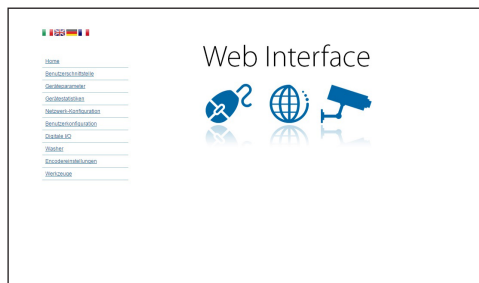 Web Interface
Home
Benutzerschnittstelle
Geräteparameter
Gerätestatistiken
Netzwerk-Konfiguration
Benutzerkonfiguration
Digitale I/O
Washer
Encodereinstellungen
Werkzeuge